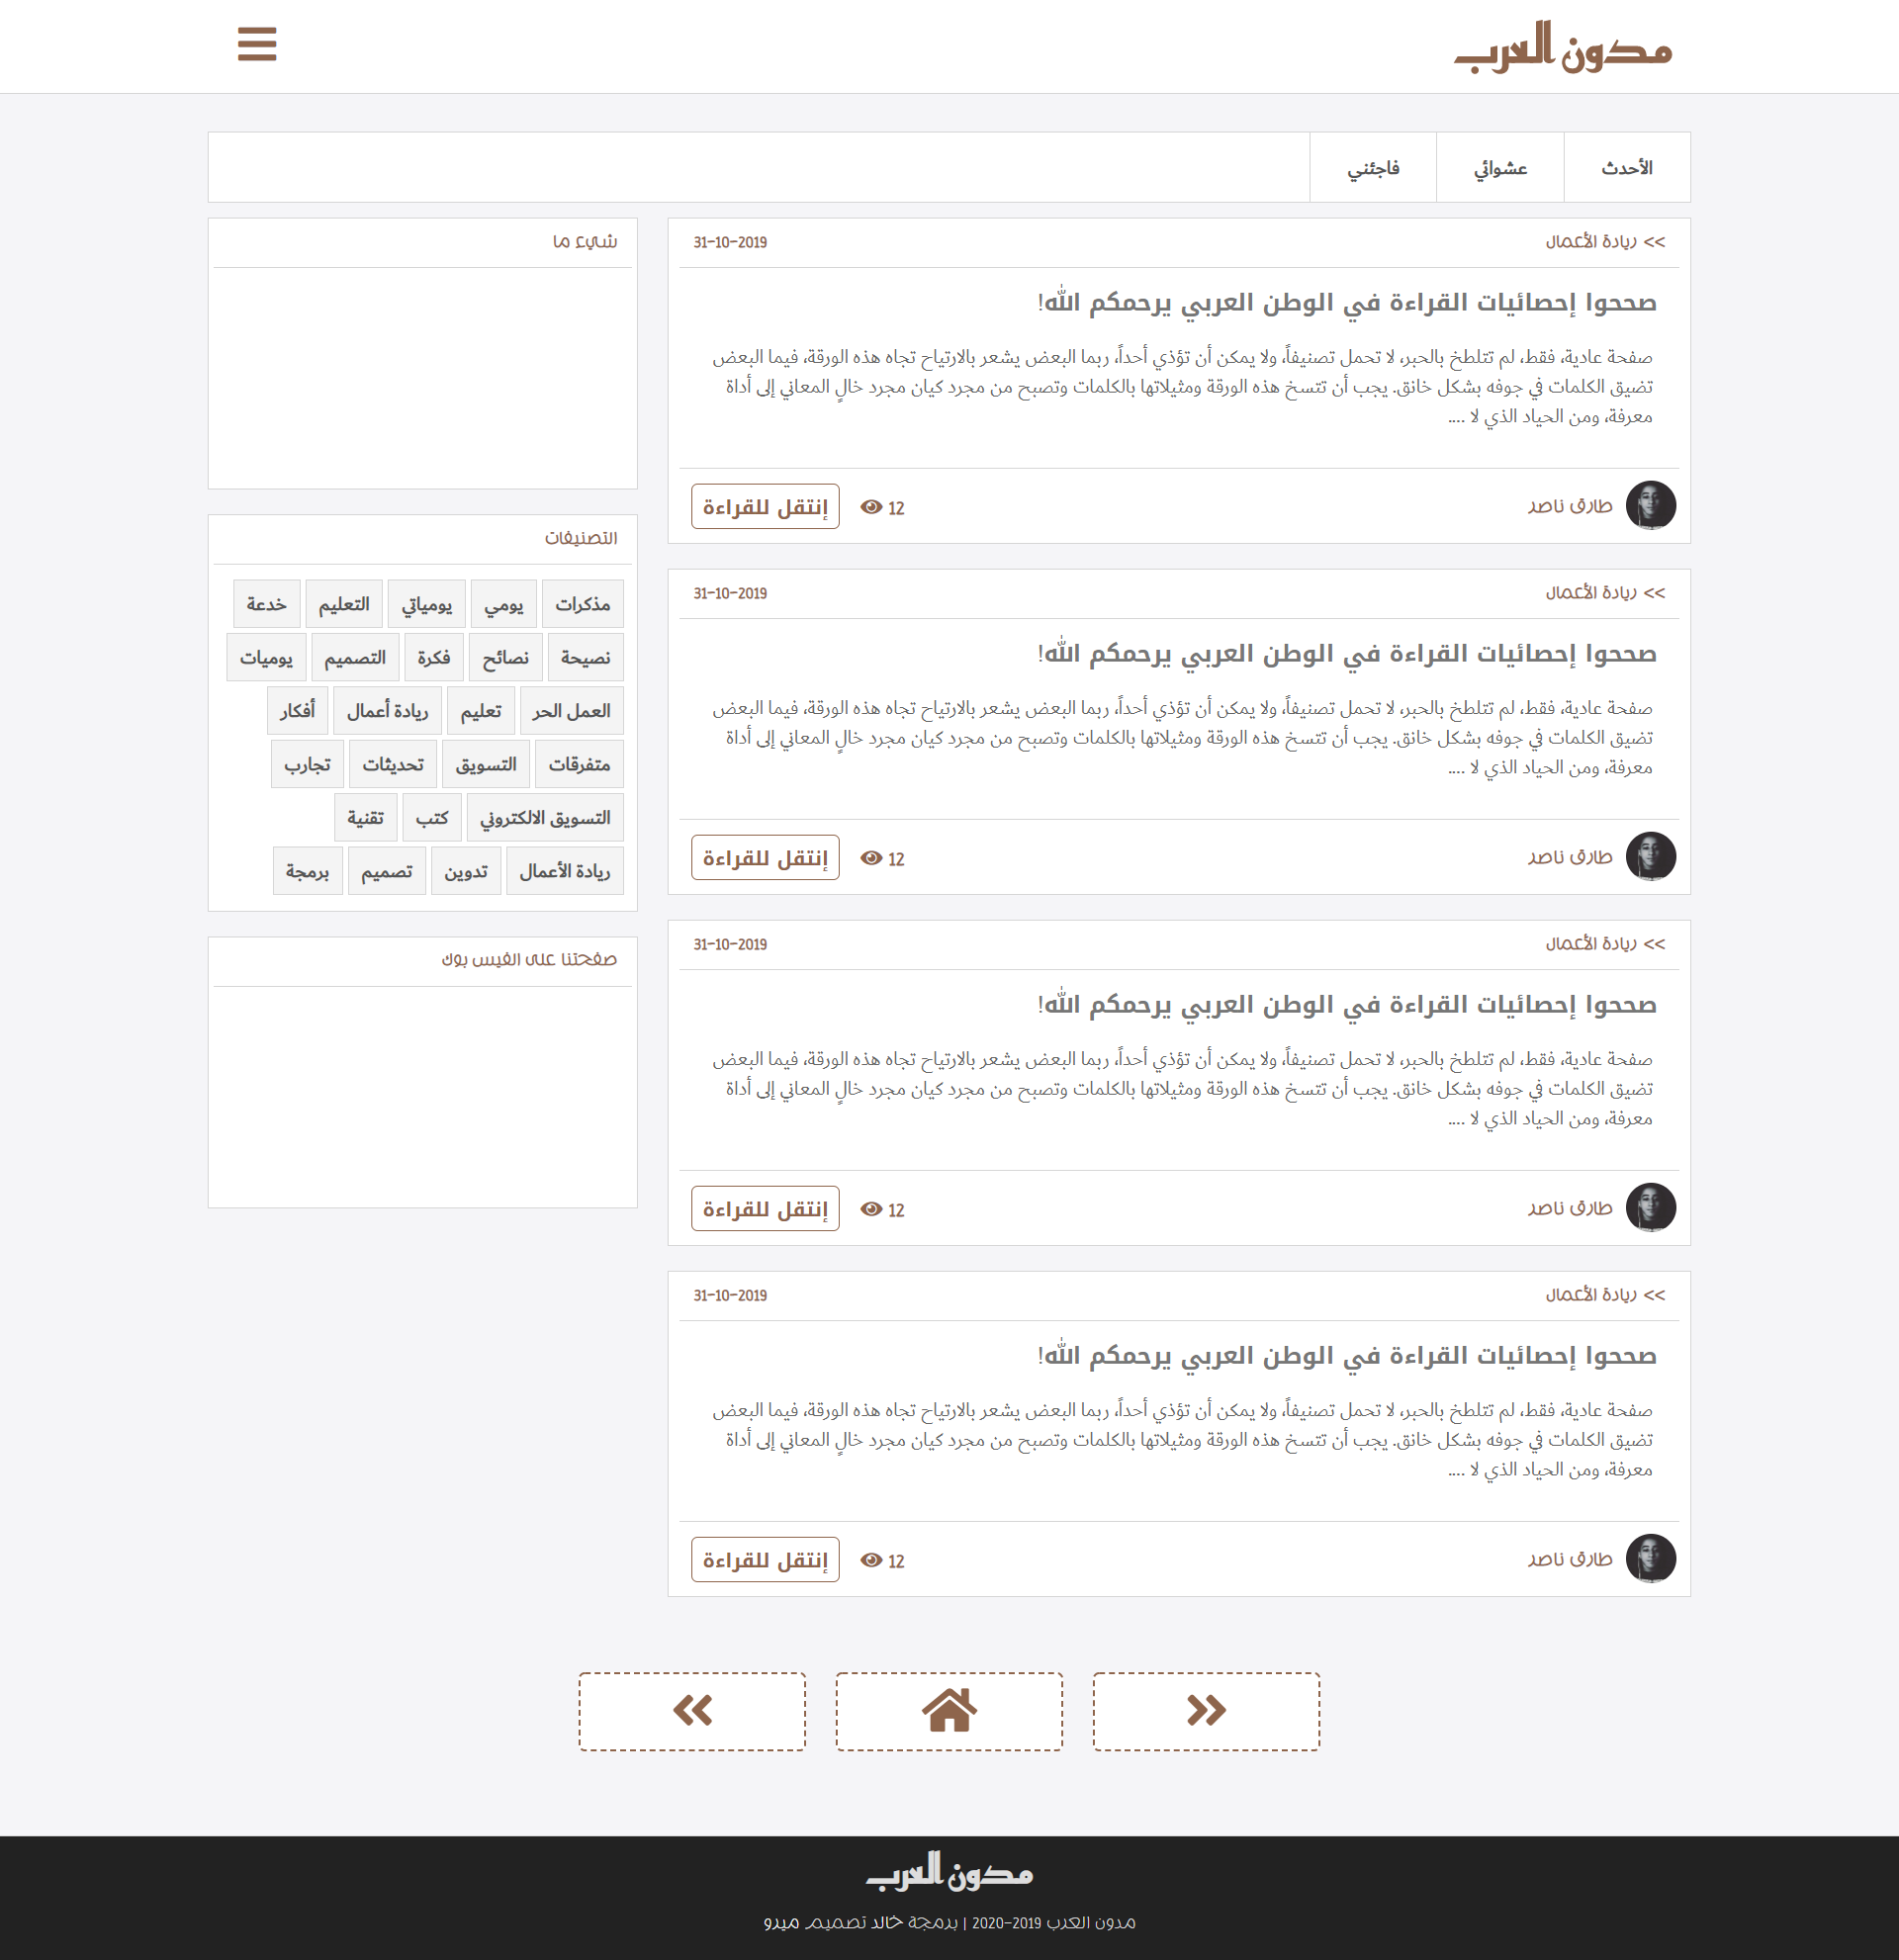 مدون العرب
الأحدث
عشوائي
فاجئني
>> ريادة الأعمال
31-10-2019
صححوا إحصائيات القراءة في الوطن العربي يرحمكم الله!
صفحة عادية، فقط، لم تتلطخ بالحبر، لا تحمل تصنيفاً، ولا يمكن أن تؤذي أحداً، ربما البعض يشعر بالارتياح تجاه هذه الورقة، فيما البعض
تضيق الكلمات في جوفه بشكل خانق. يجب أن تتسخ هذه الورقة ومثيلاتها بالكلمات وتصبح من مجرد كيان مجرد خالٍ المعاني إلى أداة
معرفة، ومن الحياد الذي لا ....
طارق ناصر
12
إنتقل للقراءة
>> ريادة الأعمال
31-10-2019
صححوا إحصائيات القراءة في الوطن العربي يرحمكم الله!
صفحة عادية، فقط، لم تتلطخ بالحبر، لا تحمل تصنيفاً، ولا يمكن أن تؤذي أحداً، ربما البعض يشعر بالارتياح تجاه هذه الورقة، فيما البعض
تضيق الكلمات في جوفه بشكل خانق. يجب أن تتسخ هذه الورقة ومثيلاتها بالكلمات وتصبح من مجرد كيان مجرد خالٍ المعاني إلى أداة
معرفة، ومن الحياد الذي لا ....
طارق ناصر
12
إنتقل للقراءة
>> ريادة الأعمال
31-10-2019
صححوا إحصائيات القراءة في الوطن العربي يرحمكم الله!
صفحة عادية، فقط، لم تتلطخ بالحبر، لا تحمل تصنيفاً، ولا يمكن أن تؤذي أحداً، ربما البعض يشعر بالارتياح تجاه هذه الورقة، فيما البعض
تضيق الكلمات في جوفه بشكل خانق. يجب أن تتسخ هذه الورقة ومثيلاتها بالكلمات وتصبح من مجرد كيان مجرد خالٍ المعاني إلى أداة
معرفة، ومن الحياد الذي لا ....
طارق ناصر
12
إنتقل للقراءة
>> ريادة الأعمال
31-10-2019
صححوا إحصائيات القراءة في الوطن العربي يرحمكم الله!
صفحة عادية، فقط، لم تتلطخ بالحبر، لا تحمل تصنيفاً، ولا يمكن أن تؤذي أحداً، ربما البعض يشعر بالارتياح تجاه هذه الورقة، فيما البعض
تضيق الكلمات في جوفه بشكل خانق. يجب أن تتسخ هذه الورقة ومثيلاتها بالكلمات وتصبح من مجرد كيان مجرد خالٍ المعاني إلى أداة
معرفة، ومن الحياد الذي لا ....
طارق ناصر
12
إنتقل للقراءة
شيء ما
التصنيفات
مذكرات يومي يومياتي التعليم خدعة
نصيحة نصائح فكرة التصميم يوميات
العمل الحر تعليم ريادة أعمال أفكار
متفرقات التسويق تحديثات تجارب
التسويق الالكتروني كتب تقنية
ريادة الأعمال تدوين تصميم برمجة
صفحتنا على الفيس بوك
مدون العرب
مدون العرب 2019-2020 | برمجة خالد تصميم ميرو